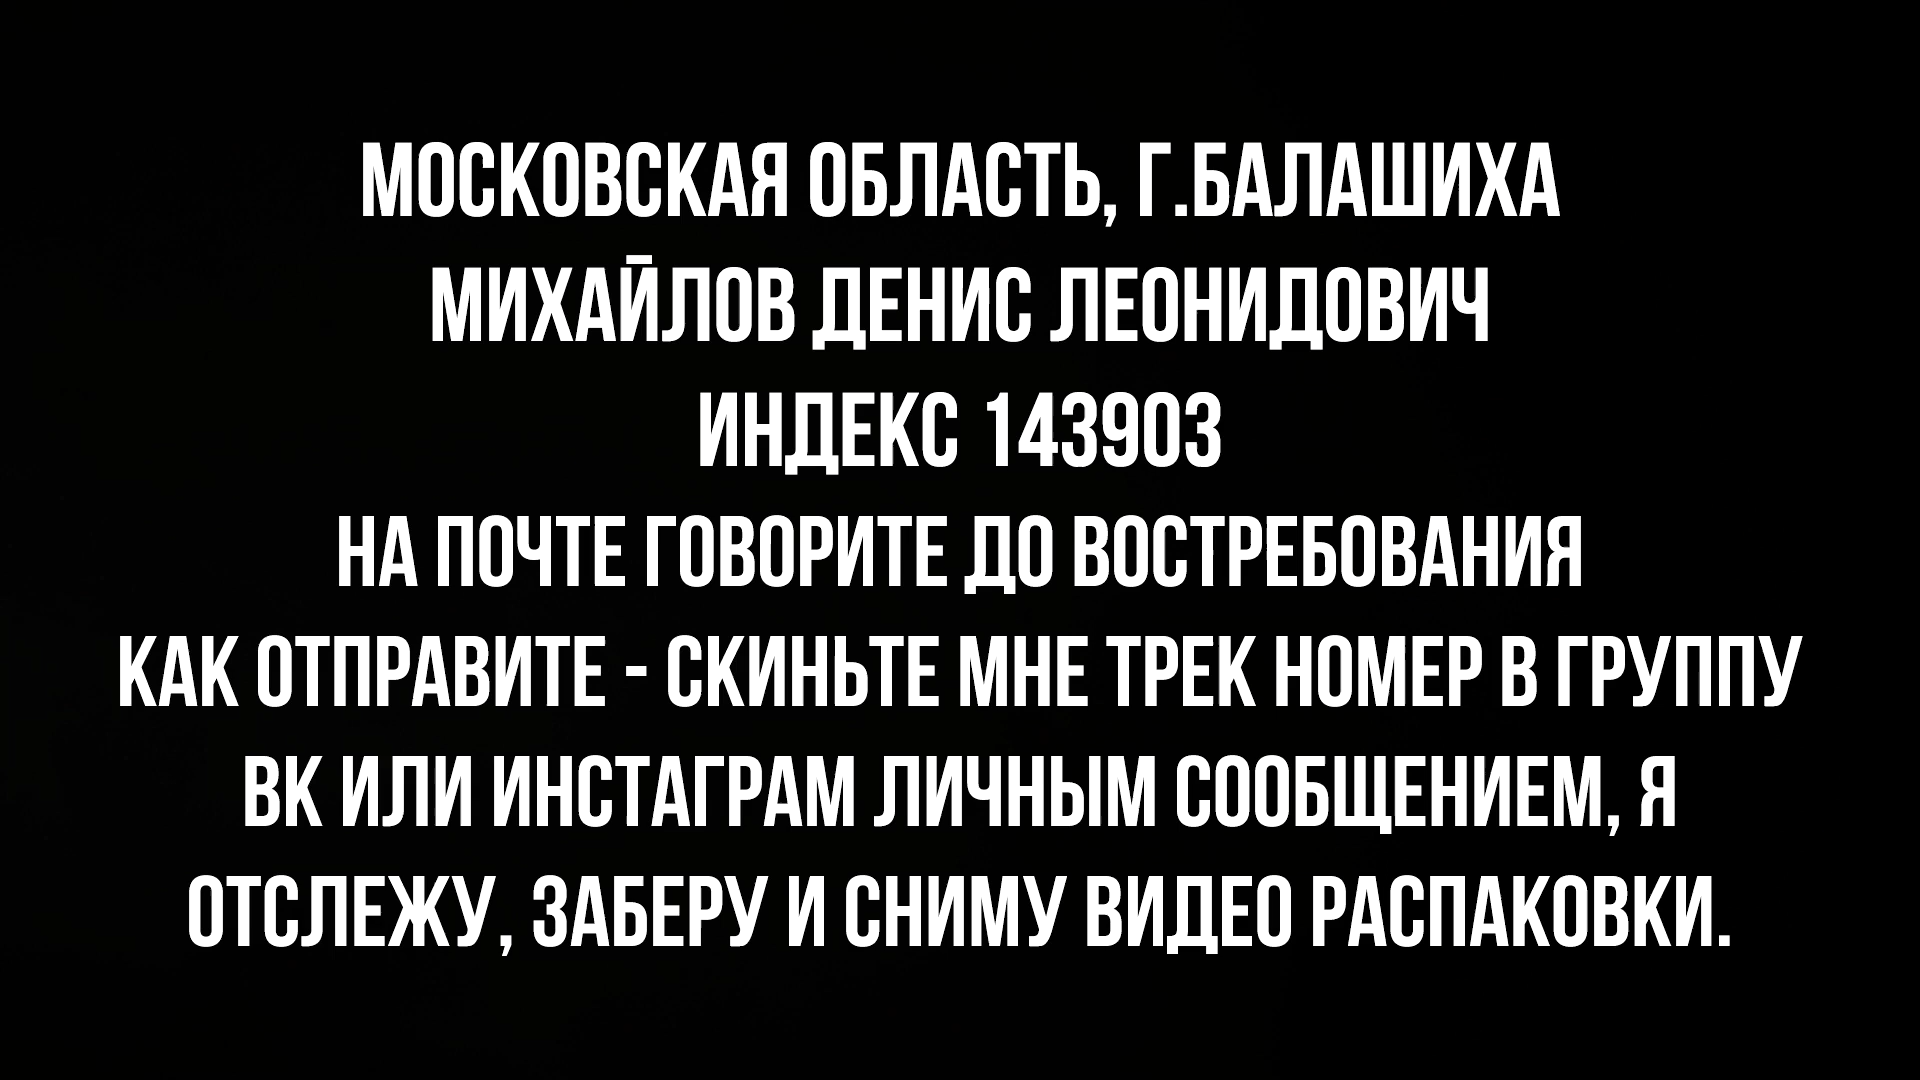 МОСКОВСКАЯ ОБЛАСТЬ, Г.БАЛАШИХА
МИХАЙЛОВ ДЕНИС ЛЕОНИДОВИЧ
ИНДЕКС 143903
НА ПОЧТЕ ГОВОРИТЕ ДО ВОСТРЕБОВАНИЯ
КАК ОТПРАВИТЕ - СКИНЬТЕ МНЕ ТРЕК НОМЕР В ГРУППУ
ВК ИЛИ ИНСТАГРАМ ЛИЧНЫМ СООБЩЕНИЕМ, Я
ОТСЛЕЖУ, ЗАБЕРУ И СНИМУ ВИДЕО РАСПАКОВКИ.